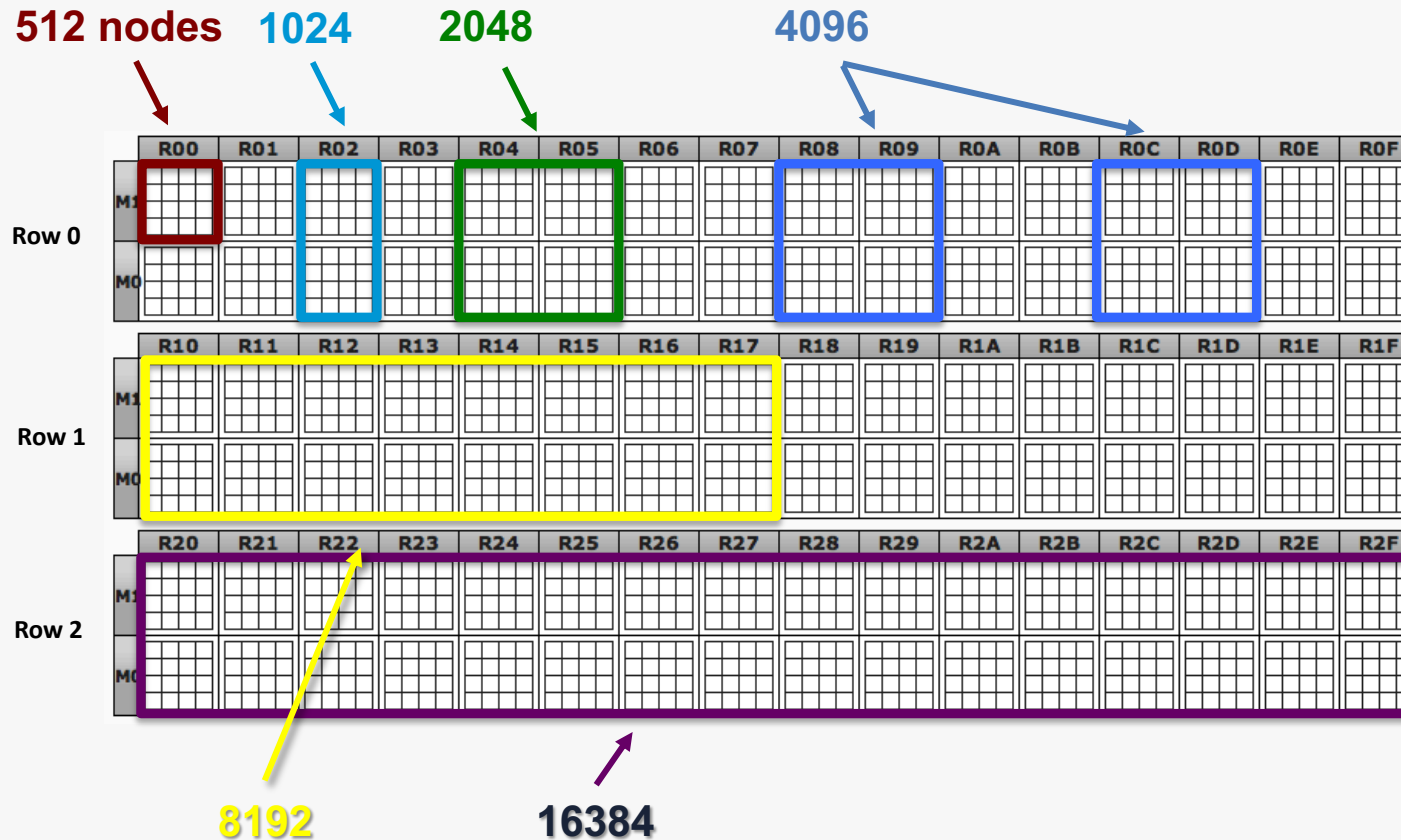 512 nodes 1024 2048 4096
R00 R01 R02 R03 R04 R05 R06 R07 R08 R09 R0A R0B R0C R0D R0E R0F
M1
Row 0
M0
R10 R11 R12 R13 R14 R15 R16 R17 R18 R19 R1A R1B R1C R1D R1E R1F
M1
Row 1
M0
R20 R21 R22 R23 R24 R25 R26 R27 R28 R29 R2A R2B R2C R2D R2E R2F
M1
Row 2
M0
8192 16384